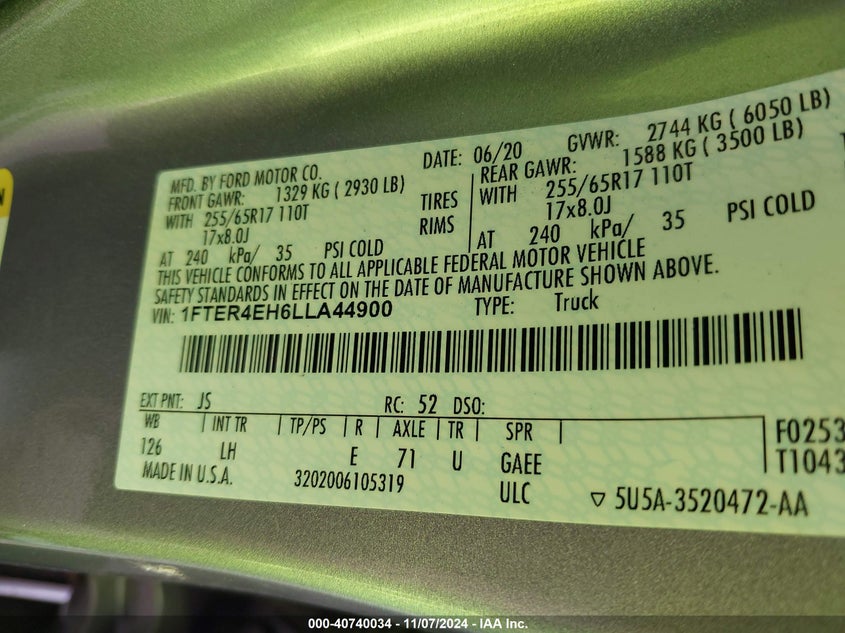 MFD. BY FORD MOTOR CO.
DATE: 06/20 GVWR: 2744 KG ( 6050 LB)
FRONT GAWR: 1329 KG ( 2930 LB)
REAR GAWR: 1588 KG ( 3500 LB)
WITH 255/65R17 110T TIRES WITH 255/65R17 110T
17x8.0J RIMS 17x8.0J
AT 240 kPa/ 35 PSI COLD AT 240 kPa/ 35 PSI COLD
THIS VEHICLE CONFORMS TO ALL APPLICABLE FEDERAL MOTOR VEHICLE
SAFETY STANDARDS IN EFFECT ON THE DATE OF MANUFACTURE SHOWN ABOVE.
VIN: 1FTER4EH6LLA44900 TYPE: Truck
EXT PNT: JS RC: 52 DSO:
WB INT TR TP/PS R AXLE TR SPR
126 LH E 71 U GAEE
F0253
T1043
MADE IN U.S.A. 3202006105319 ULC 5U5A-3520472-AA
000-40740034 - 11/07/2024 - IAA Inc.